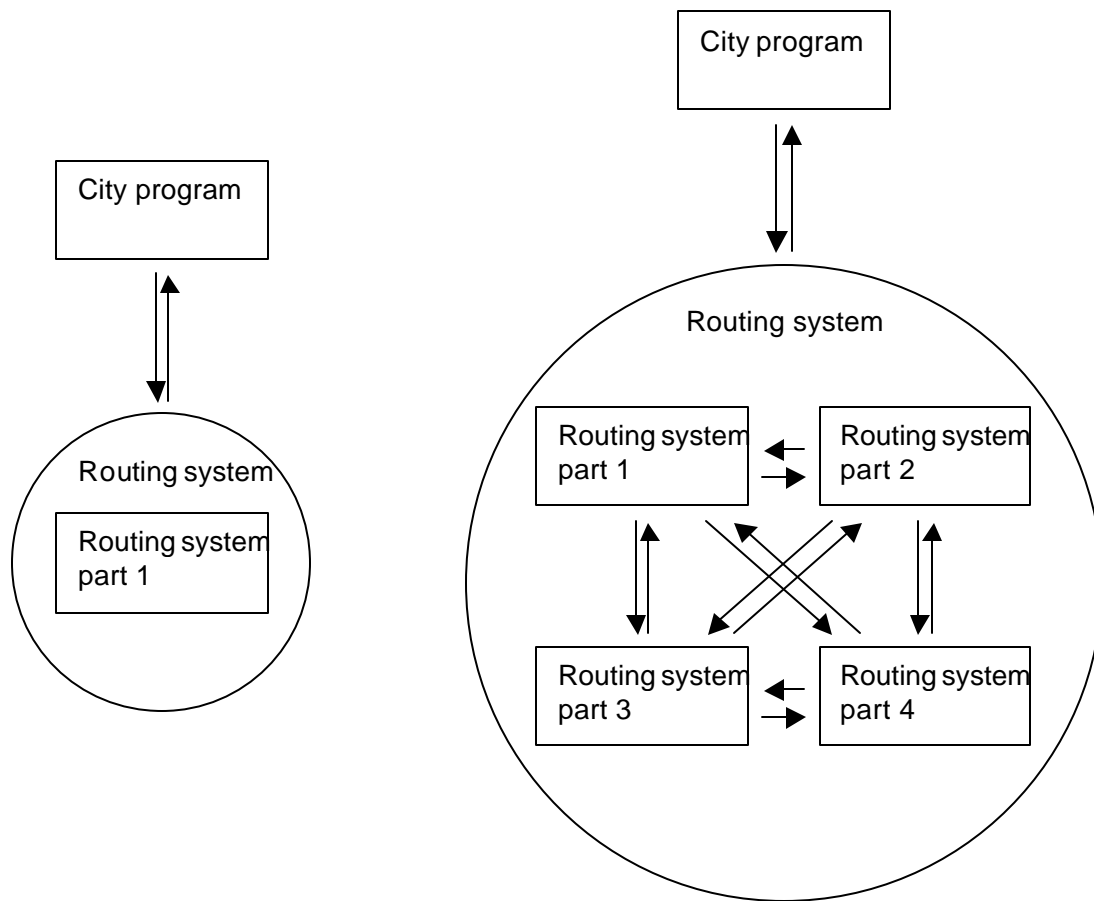 City program
Routing system
Routing system
part 1
City program
Routing system
Routing system
part 1
Routing system
part 2
Routing system
part 3
Routing system
part 4